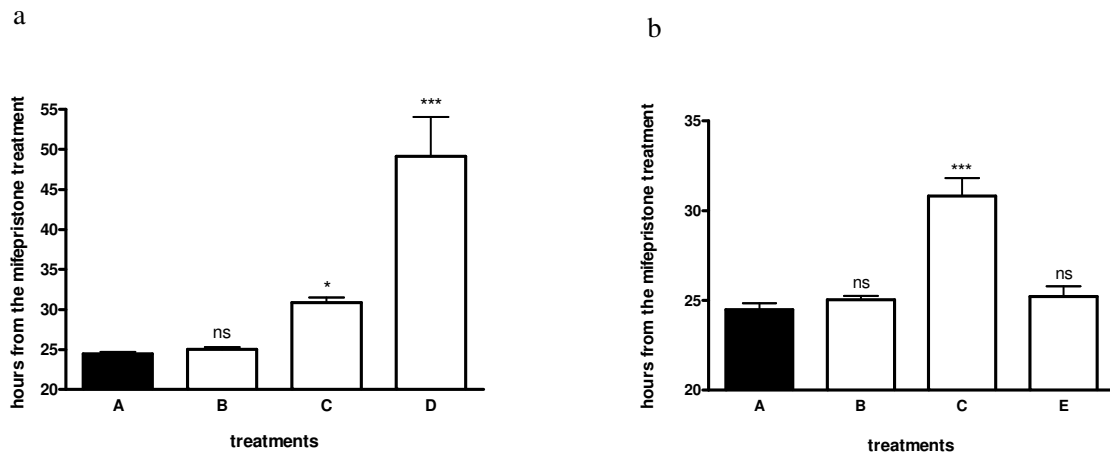 a
hours from the mifepristone treatment
55
50
45
40
35
30
25
20
ns
*
***
A B C D
treatments
b
hours from the mifepristone treatment
35
30
25
20
ns
***
ns
A B C E
treatments